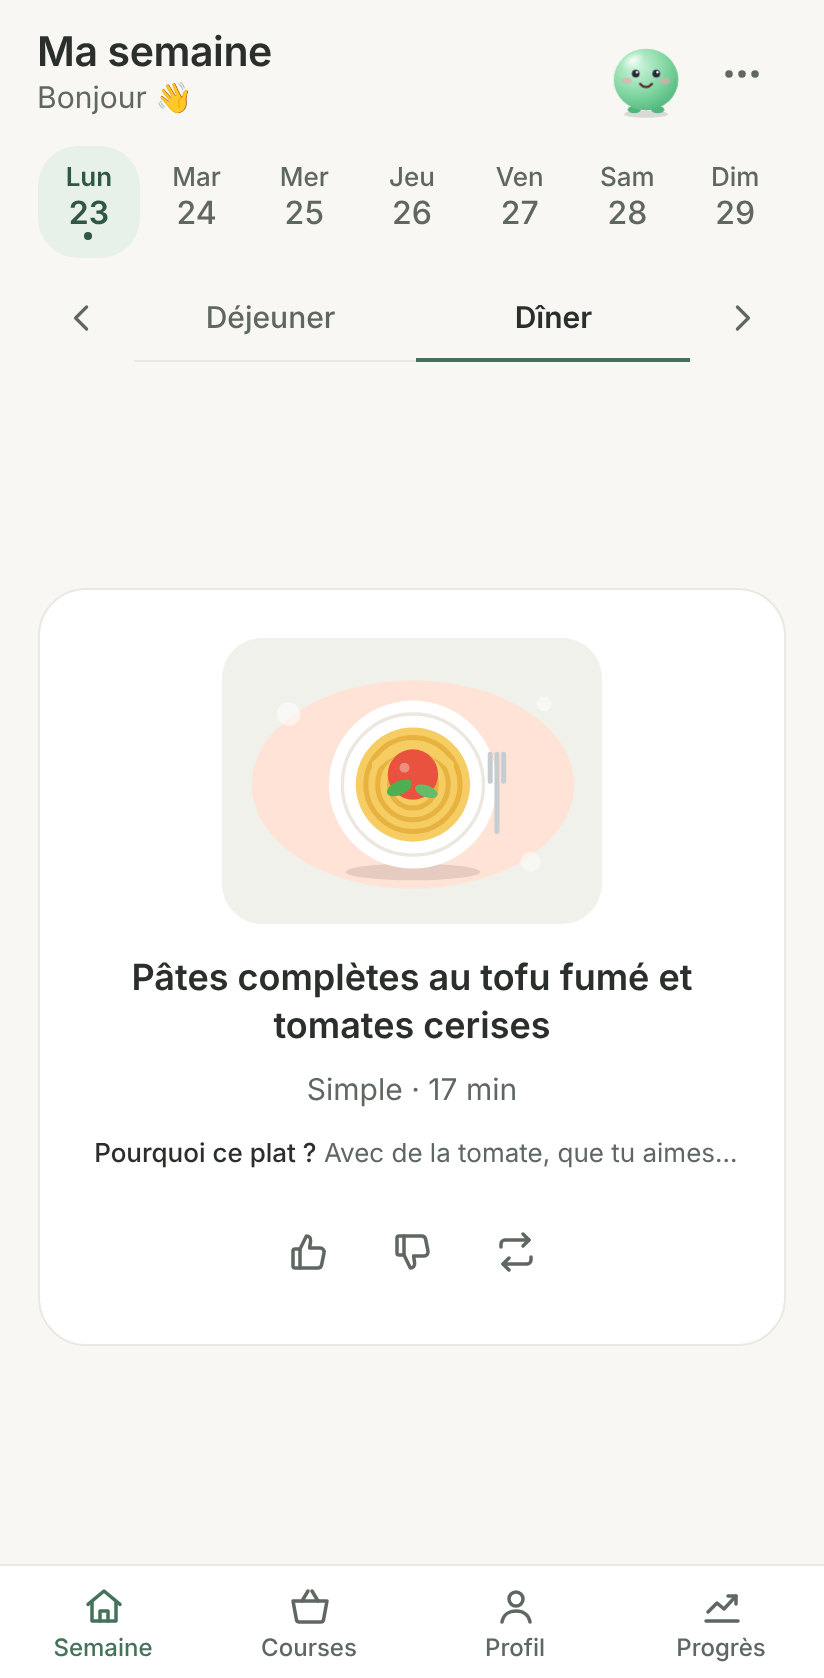 Ma semaine
Bonjour 👋
Lun Mar Mer Jeu Ven Sam Dim
23 24 25 26 27 28 29
Déjeuner Dîner
Pâtes complètes au tofu fumé et
tomates cerises
Simple · 17 min
Pourquoi ce plat ? Avec de la tomate, que tu aimes...
Semaine Courses Profil Progrès